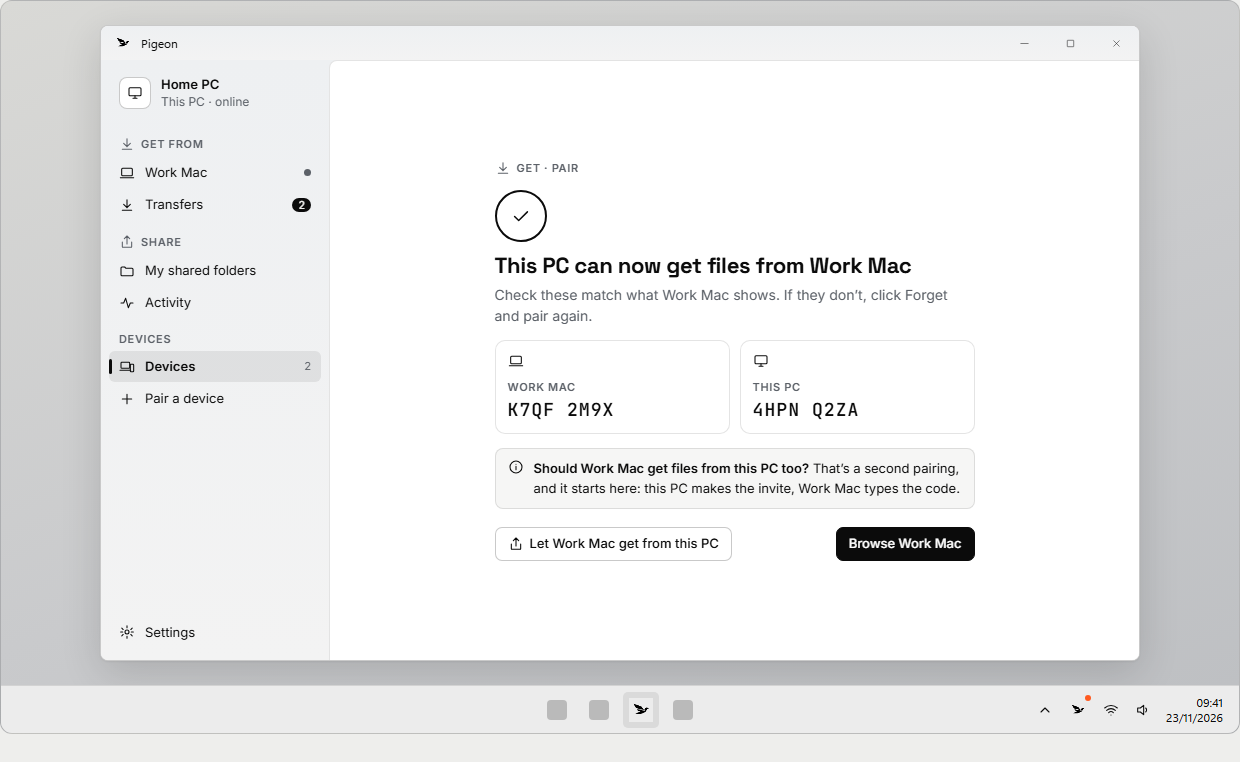 Pigeon
Home PC
This PC · online
GET FROM
Work Mac
Transfers 2
SHARE
My shared folders
Activity
DEVICES
Devices 2
Pair a device
Settings
GET · PAIR
This PC can now get files from Work Mac
Check these match what Work Mac shows. If they don’t, click Forget
and pair again.
WORK MAC
K7QF 2M9X
THIS PC
4HPN Q2ZA
Should Work Mac get files from this PC too? That’s a second pairing,
and it starts here: this PC makes the invite, Work Mac types the code.
Let Work Mac get from this PC
Browse Work Mac
09:41
23/11/2026